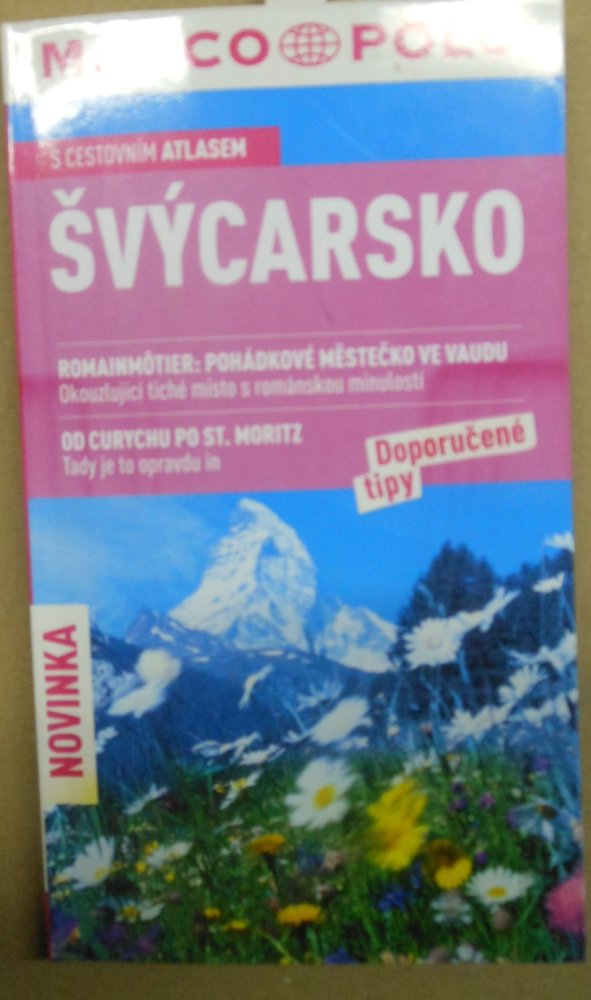 MARCO POLO
S CESTOVNÍM ATLASEM
ŠVÝCARSKO
ROMAINMÔTIER: POHÁDKOVÉ MĚSTEČKO VE VAUDU
Okouzlující tiché místo s románskou minulostí
OD CURYCHU PO ST. MORITZ
Tady je to opravdu in
Doporučené
tipy
NOVINKA